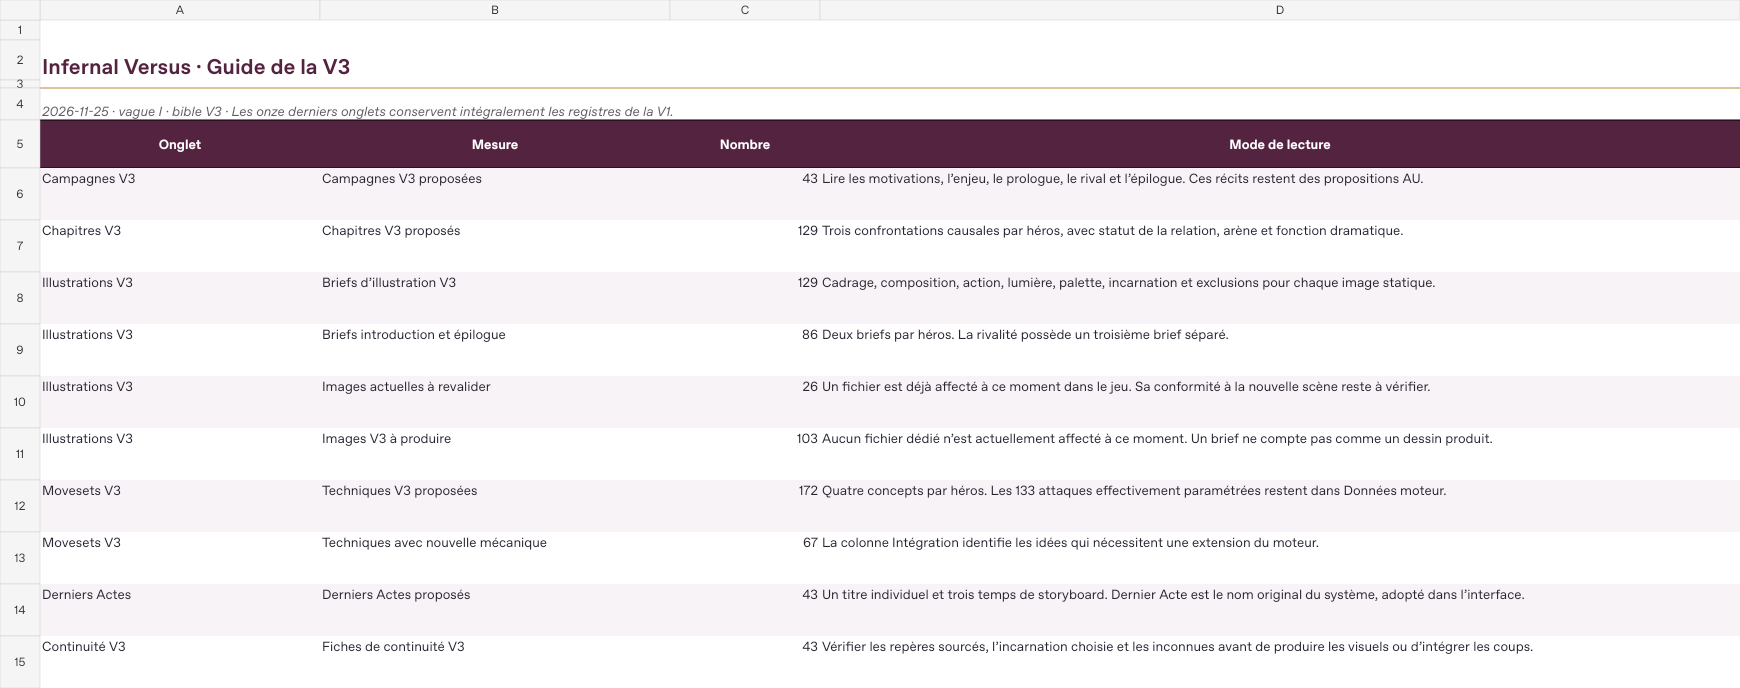 A B C D
1
2 Infernal Versus · Guide de la V3
3
4 2026-11-25 · vague I · bible V3 · Les onze derniers onglets conservent intégralement les registres de la V1.
5 Onglet Mesure Nombre Mode de lecture
6 Campagnes V3 Campagnes V3 proposées 43 Lire les motivations, l’enjeu, le prologue, le rival et l’épilogue. Ces récits restent des propositions AU.
7 Chapitres V3 Chapitres V3 proposés 129 Trois confrontations causales par héros, avec statut de la relation, arène et fonction dramatique.
8 Illustrations V3 Briefs d’illustration V3 129 Cadrage, composition, action, lumière, palette, incarnation et exclusions pour chaque image statique.
9 Illustrations V3 Briefs introduction et épilogue 86 Deux briefs par héros. La rivalité possède un troisième brief séparé.
10 Illustrations V3 Images actuelles à revalider 26 Un fichier est déjà affecté à ce moment dans le jeu. Sa conformité à la nouvelle scène reste à vérifier.
11 Illustrations V3 Images V3 à produire 103 Aucun fichier dédié n’est actuellement affecté à ce moment. Un brief ne compte pas comme un dessin produit.
12 Movesets V3 Techniques V3 proposées 172 Quatre concepts par héros. Les 133 attaques effectivement paramétrées restent dans Données moteur.
13 Movesets V3 Techniques avec nouvelle mécanique 67 La colonne Intégration identifie les idées qui nécessitent une extension du moteur.
14 Derniers Actes Derniers Actes proposés 43 Un titre individuel et trois temps de storyboard. Dernier Acte est le nom original du système, adopté dans l’interface.
15 Continuité V3 Fiches de continuité V3 43 Vérifier les repères sourcés, l’incarnation choisie et les inconnues avant de produire les visuels ou d’intégrer les coups.